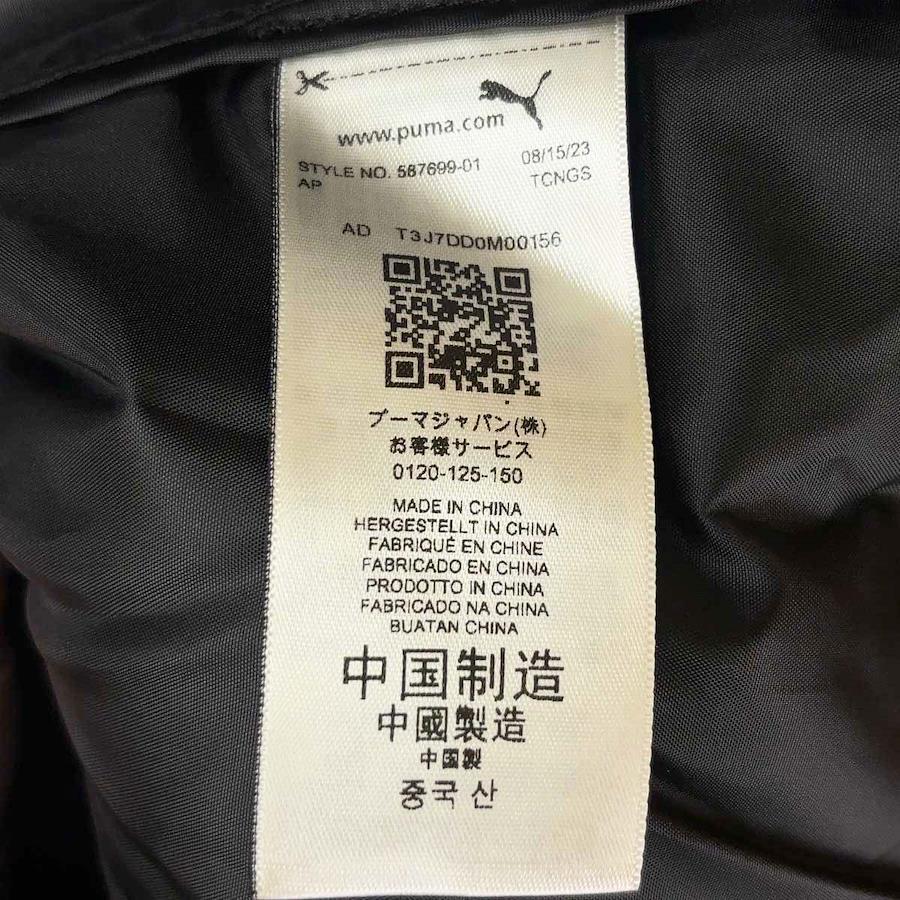 www.puma.com
STYLE NO. 587699-01 08/15/23
AP TCNGS
AD T3J7DD0M00156
プーマジャパン(株)
お客様サービス
0120-125-150
MADE IN CHINA
HERGESTELLT IN CHINA
FABRIQUÉ EN CHINE
FABRICADO EN CHINA
PRODOTTO IN CHINA
FABRICADO NA CHINA
BUATAN CHINA
中国制造
中國製造
中国製
중국 산